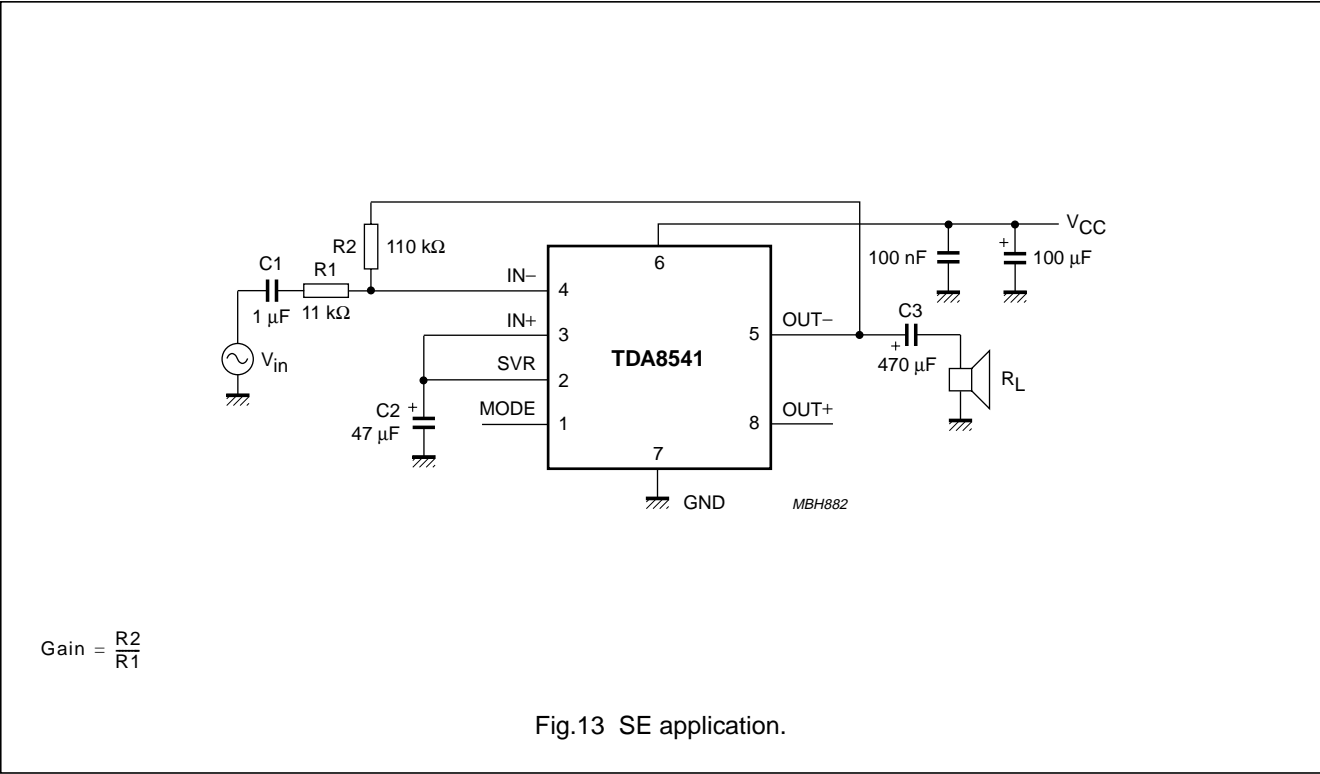 V_CC
R2 110 kΩ
6
100 nF
+
100 μF
C1
R1
IN−
4
1 μF
11 kΩ
IN+
3
5
OUT−
C3
+
470 μF
V_in
TDA8541
SVR
2
R_L
C2
+
47 μF
MODE
1
8
OUT+
7
GND
MBH882
Gain = R2/R1
Fig.13 SE application.